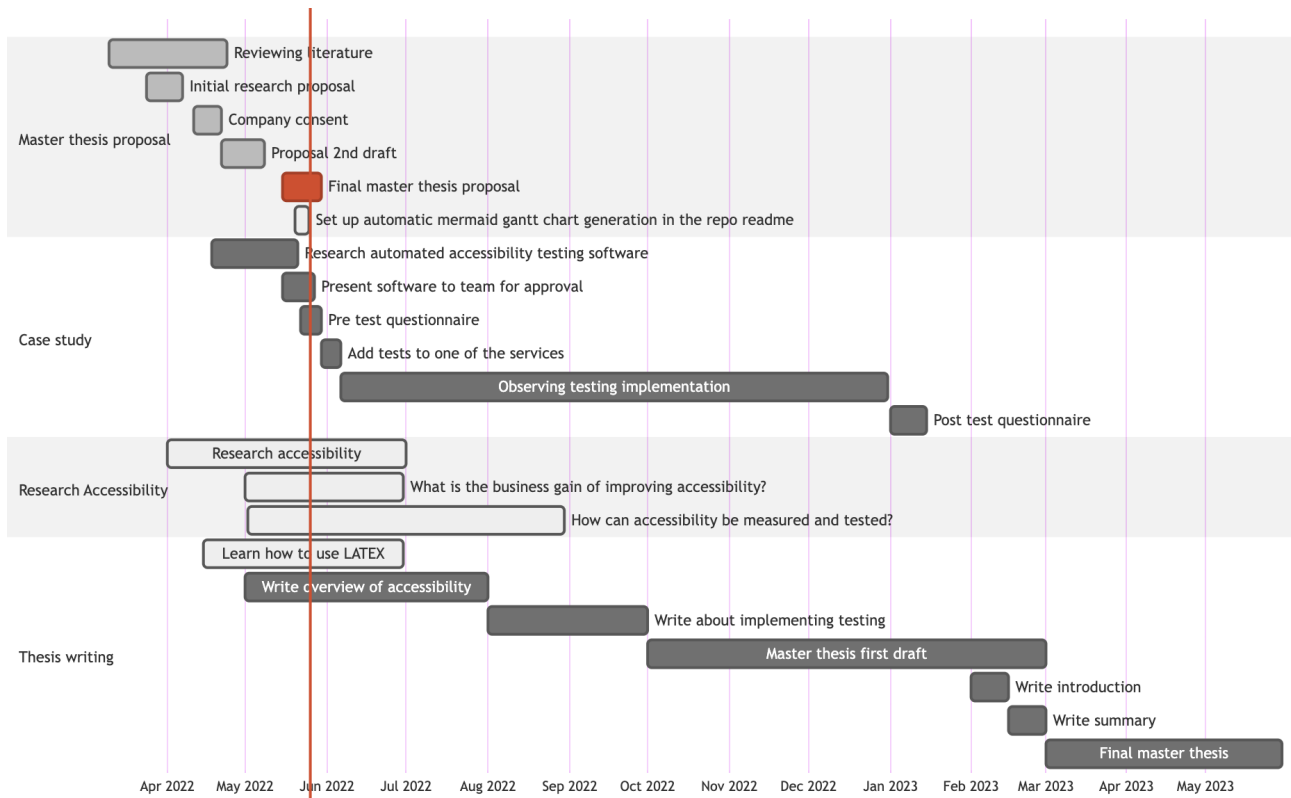 Reviewing literature
Initial research proposal
Company consent
Master thesis proposal
Proposal 2nd draft
Final master thesis proposal
Set up automatic mermaid gantt chart generation in the repo readme
Research automated accessibility testing software
Present software to team for approval
Pre test questionnaire
Case study
Add tests to one of the services
Observing testing implementation
Post test questionnaire
Research accessibility
Research Accessibility
What is the business gain of improving accessibility?
How can accessibility be measured and tested?
Learn how to use LATEX
Write overview of accessibility
Write about implementing testing
Thesis writing
Master thesis first draft
Write introduction
Write summary
Final master thesis
Apr 2022 May 2022 Jun 2022 Jul 2022 Aug 2022 Sep 2022 Oct 2022 Nov 2022 Dec 2022 Jan 2023 Feb 2023 Mar 2023 Apr 2023 May 2023